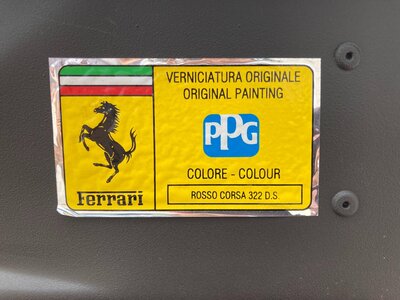 VERNICIATURA ORIGINALE
ORIGINAL PAINTING
PPG
COLORE - COLOUR
ROSSO CORSA 322 D.S.
Ferrari